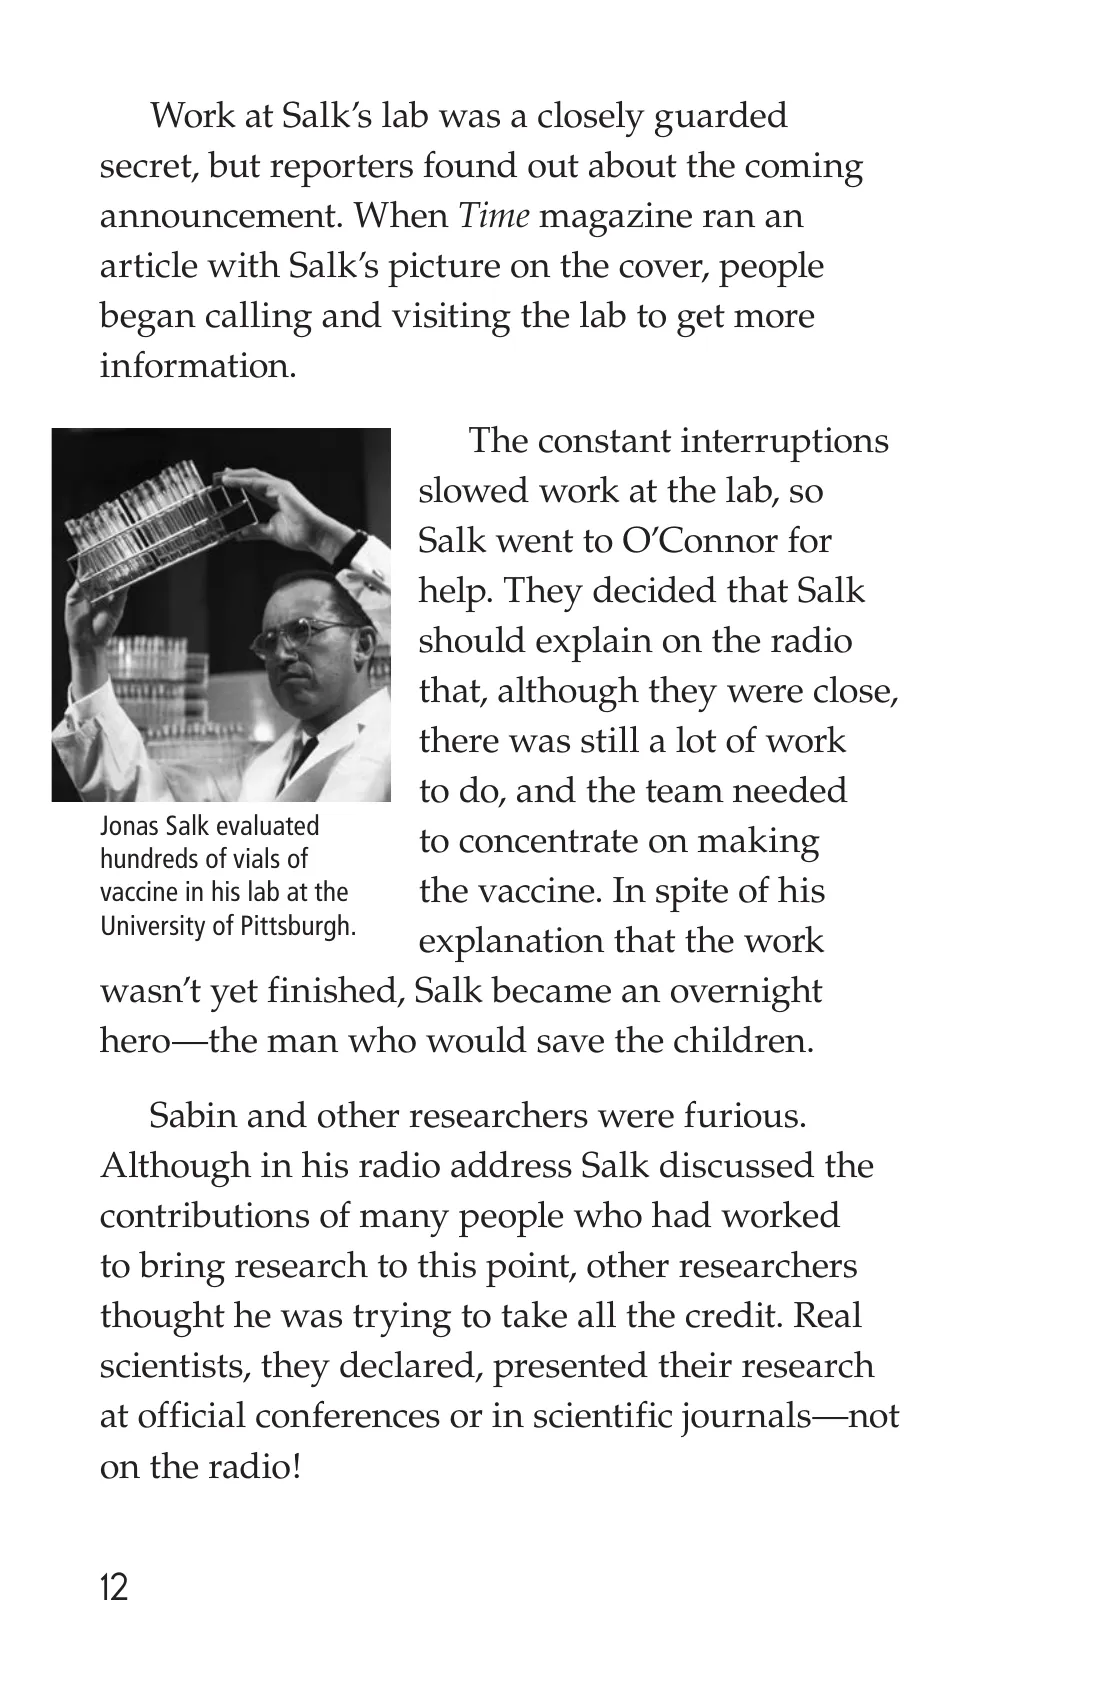 Work at Salk’s lab was a closely guarded
secret, but reporters found out about the coming
announcement. When Time magazine ran an
article with Salk’s picture on the cover, people
began calling and visiting the lab to get more
information.
The constant interruptions
slowed work at the lab, so
Salk went to O’Connor for
help. They decided that Salk
should explain on the radio
that, although they were close,
there was still a lot of work
to do, and the team needed
to concentrate on making
the vaccine. In spite of his
explanation that the work
wasn’t yet finished, Salk became an overnight
hero—the man who would save the children.
Jonas Salk evaluated
hundreds of vials of
vaccine in his lab at the
University of Pittsburgh.
Sabin and other researchers were furious.
Although in his radio address Salk discussed the
contributions of many people who had worked
to bring research to this point, other researchers
thought he was trying to take all the credit. Real
scientists, they declared, presented their research
at official conferences or in scientific journals—not
on the radio!
12